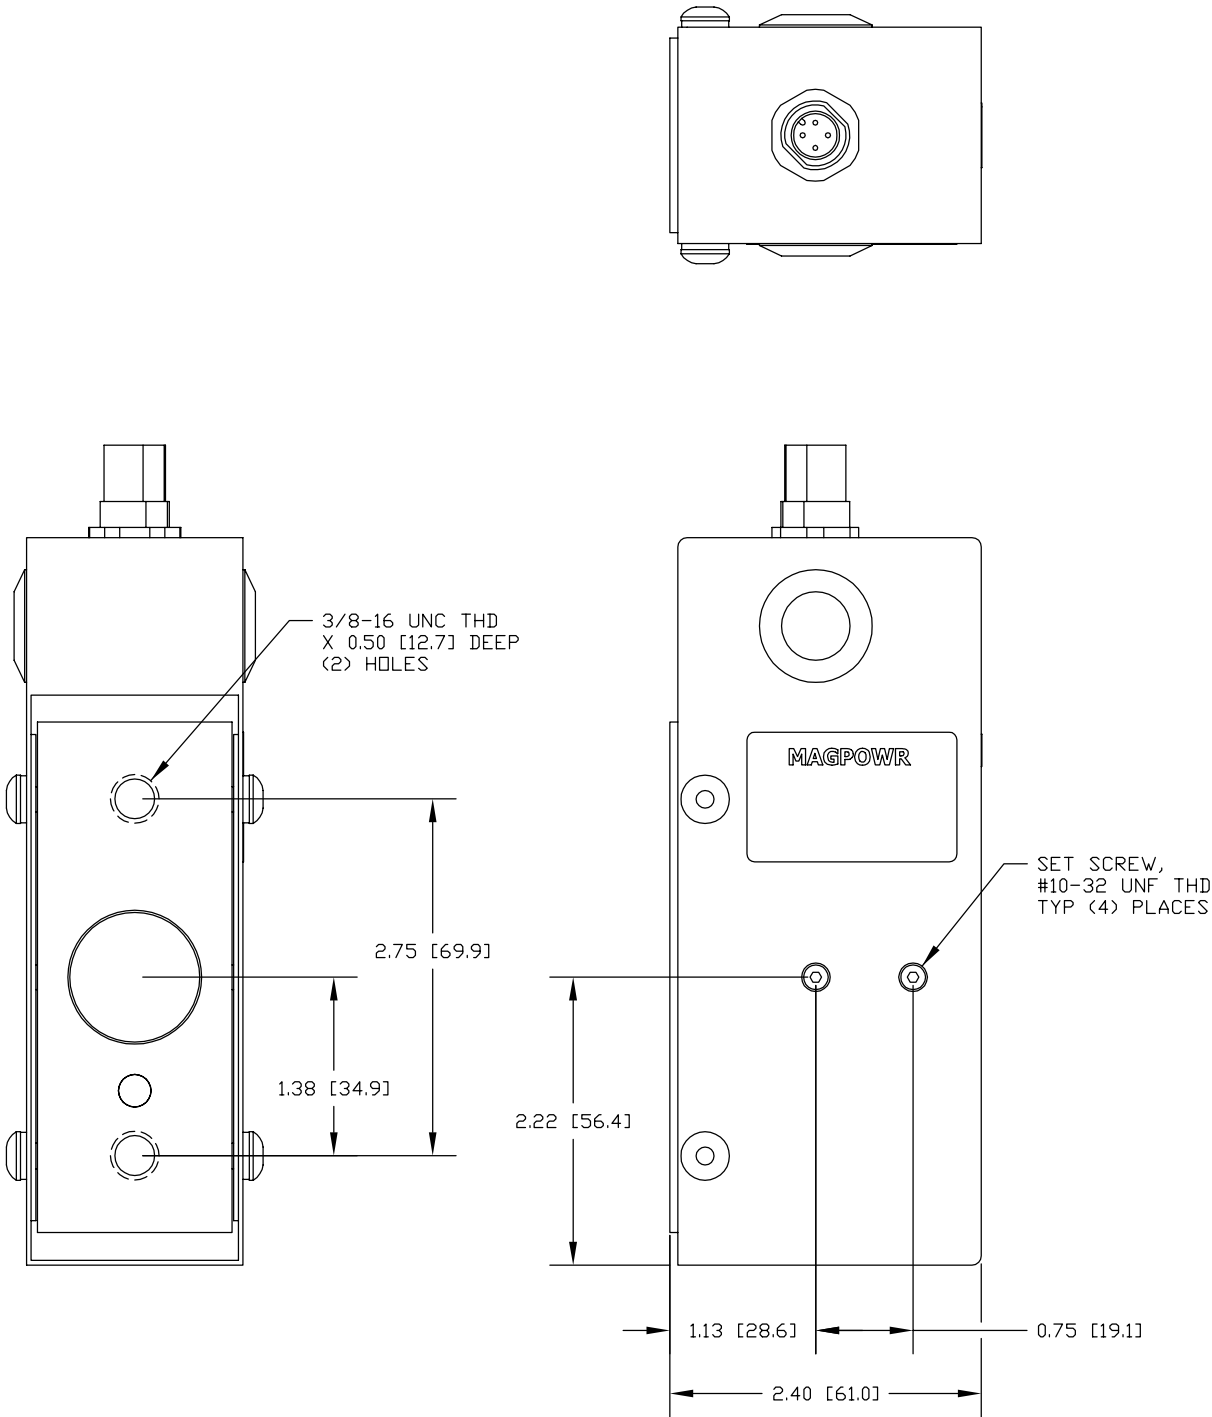 3/8-16 UNC THD
X 0.50 [12.7] DEEP
(2) HOLES
MAGPOWR
SET SCREW,
#10-32 UNF THD
TYP (4) PLACES
2.75 [69.9]
1.38 [34.9]
2.22 [56.4]
1.13 [28.6]
0.75 [19.1]
2.40 [61.0]